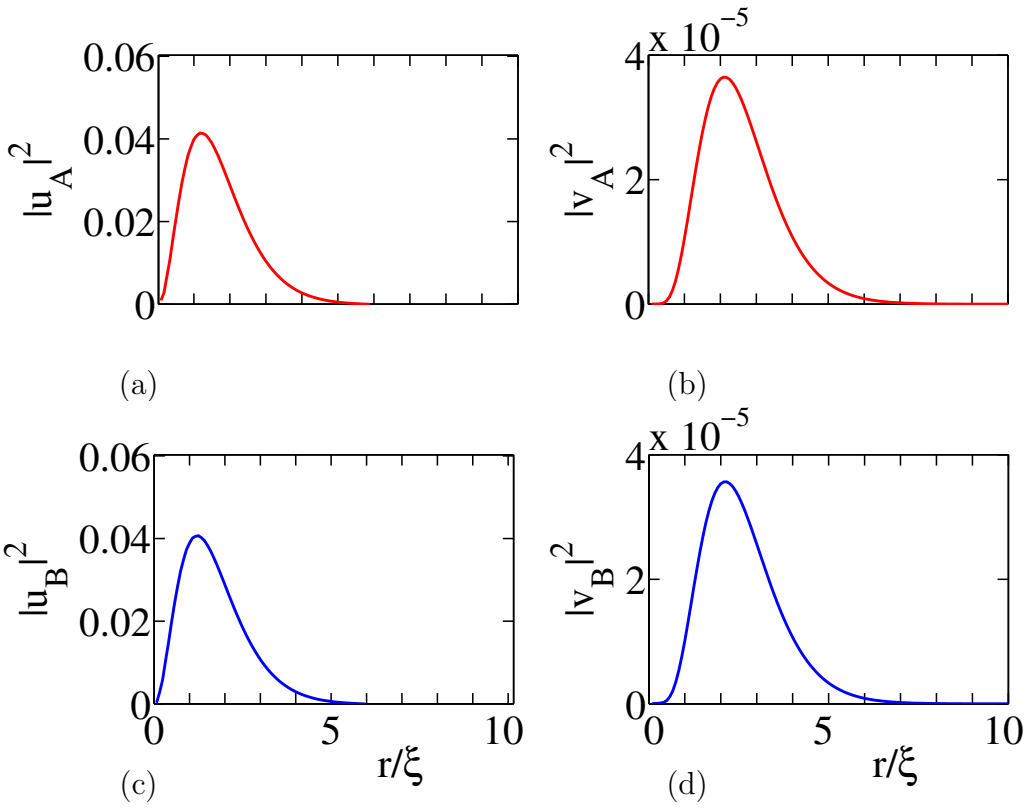 0.06
0.04
0.02
0
|u_A|^2
(a)
x 10^−5
4
2
0
|v_A|^2
(b)
0.06
0.04
0.02
0
|u_B|^2
0 5 10
r/ξ
(c)
x 10^−5
4
2
0
|v_B|^2
0 5 10
r/ξ
(d)